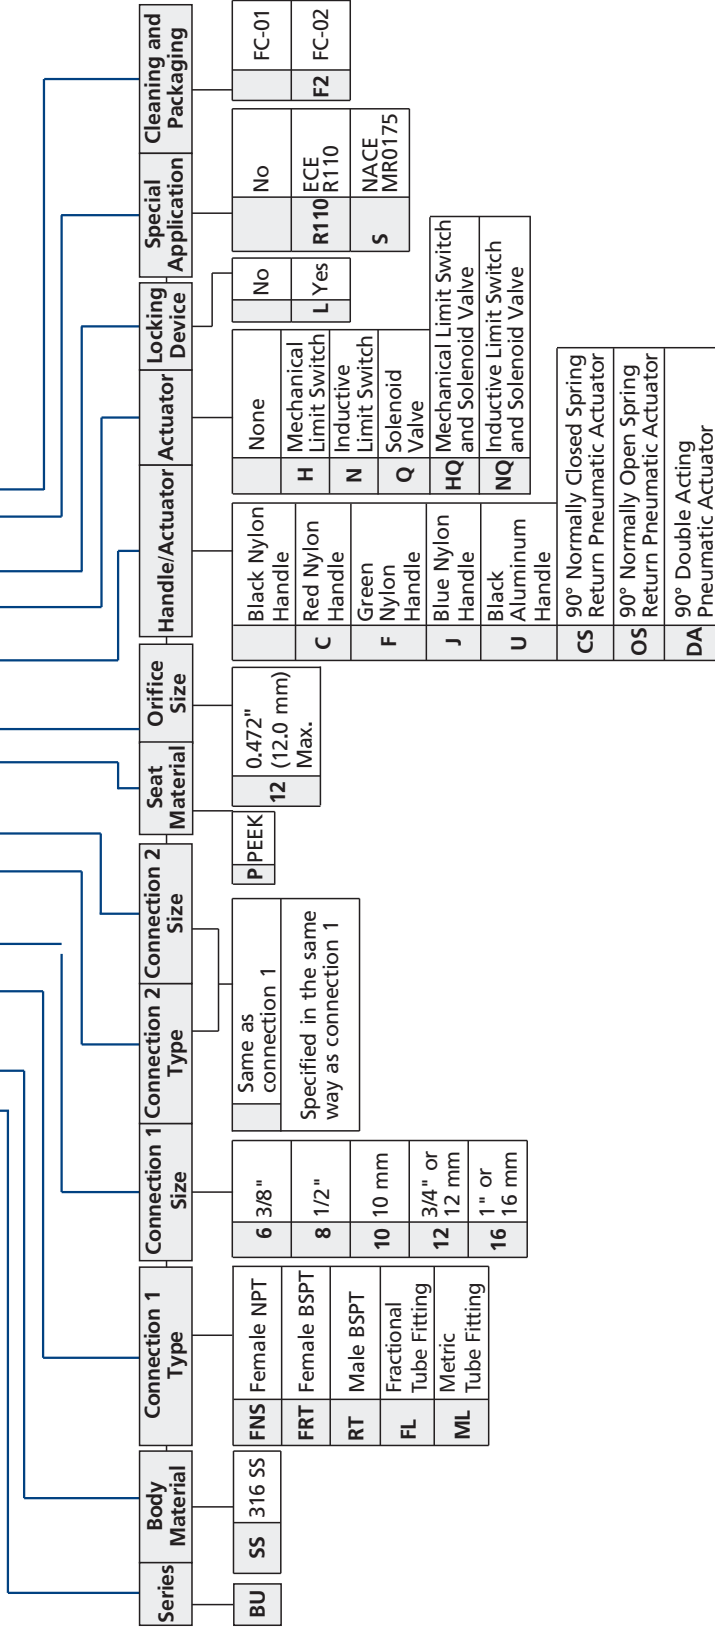 Series
BU
Body
Material
SS 316 SS
Connection 1
Type
FNS Female NPT
FRT Female BSPT
RT Male BSPT
FL Fractional
Tube Fitting
ML Metric
Tube Fitting
Connection 1
Size
6 3/8"
8 1/2"
10 10 mm
12 3/4" or
12 mm
16 1" or
16 mm
Connection 2
Type
Connection 2
Size
Same as
connection 1
Specified in the same
way as connection 1
Seat
Material
P PEEK
Orifice
Size
12 0.472"
(12.0 mm)
Max.
Handle/Actuator
Black Nylon
Handle
C Red Nylon
Handle
F Green
Nylon
Handle
J Blue Nylon
Handle
U Black
Aluminum
Handle
CS 90° Normally Closed Spring
Return Pneumatic Actuator
OS 90° Normally Open Spring
Return Pneumatic Actuator
DA 90° Double Acting
Pneumatic Actuator
Actuator
None
H Mechanical
Limit Switch
N Inductive
Limit Switch
Q Solenoid
Valve
HQ Mechanical Limit Switch
and Solenoid Valve
NQ Inductive Limit Switch
and Solenoid Valve
Locking
Device
No
L Yes
Special
Application
No
R110 ECE
R110
S NACE
MR0175
Cleaning and
Packaging
FC-01
F2 FC-02